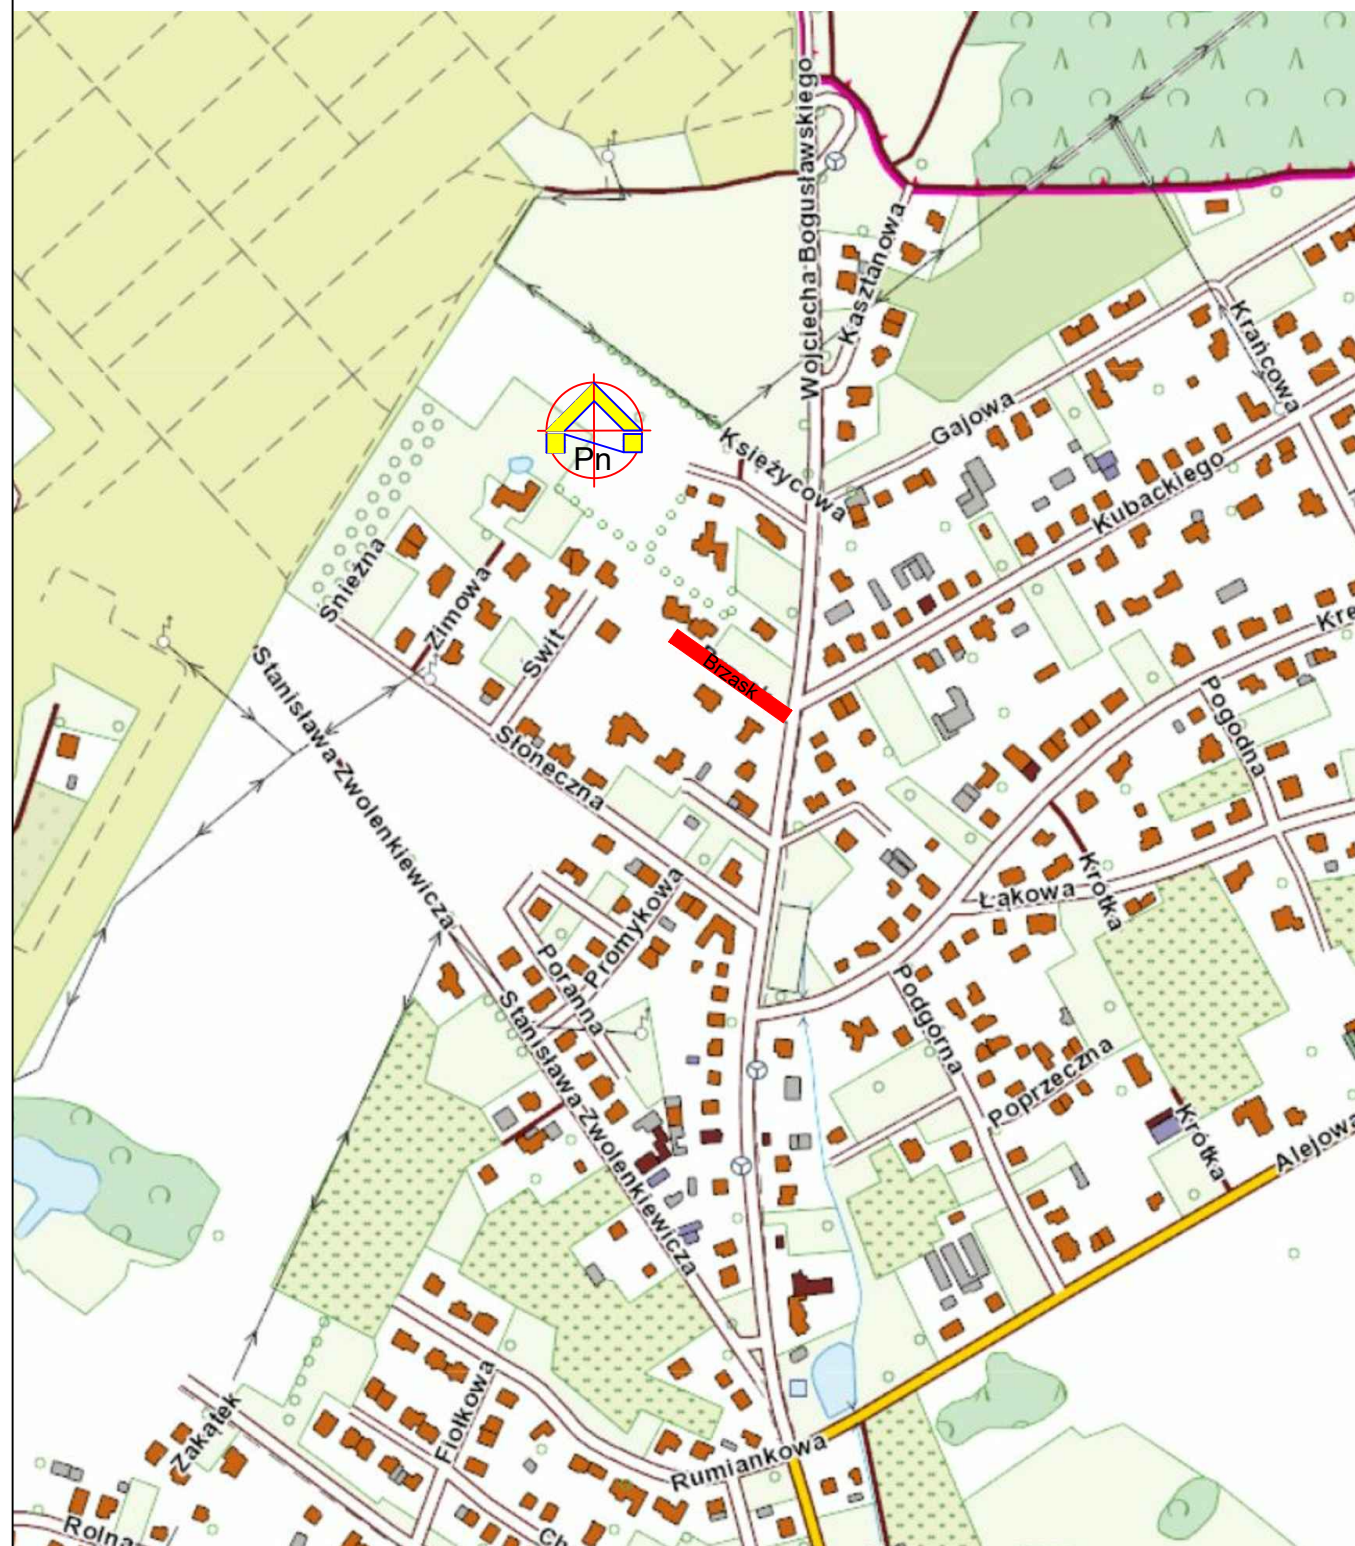 Wojciecha Bogusławskiego
Kasztanowa
Krańcowa
Gajowa
Księżycowa
Kubackiego
Pn
Śnieżna
Zimowa
Świt
Brzask
Kre
Stanisława Zwolenkiewicza
Słoneczna
Pogodna
Promykowa
Łąkowa
Krótka
Poranna
Podgórna
Stanisława Zwolenkiewicza
Poprzeczna
Krótka
Alejowa
Zakątek
Fiołkowa
Rumiankowa
Rolna
Ch